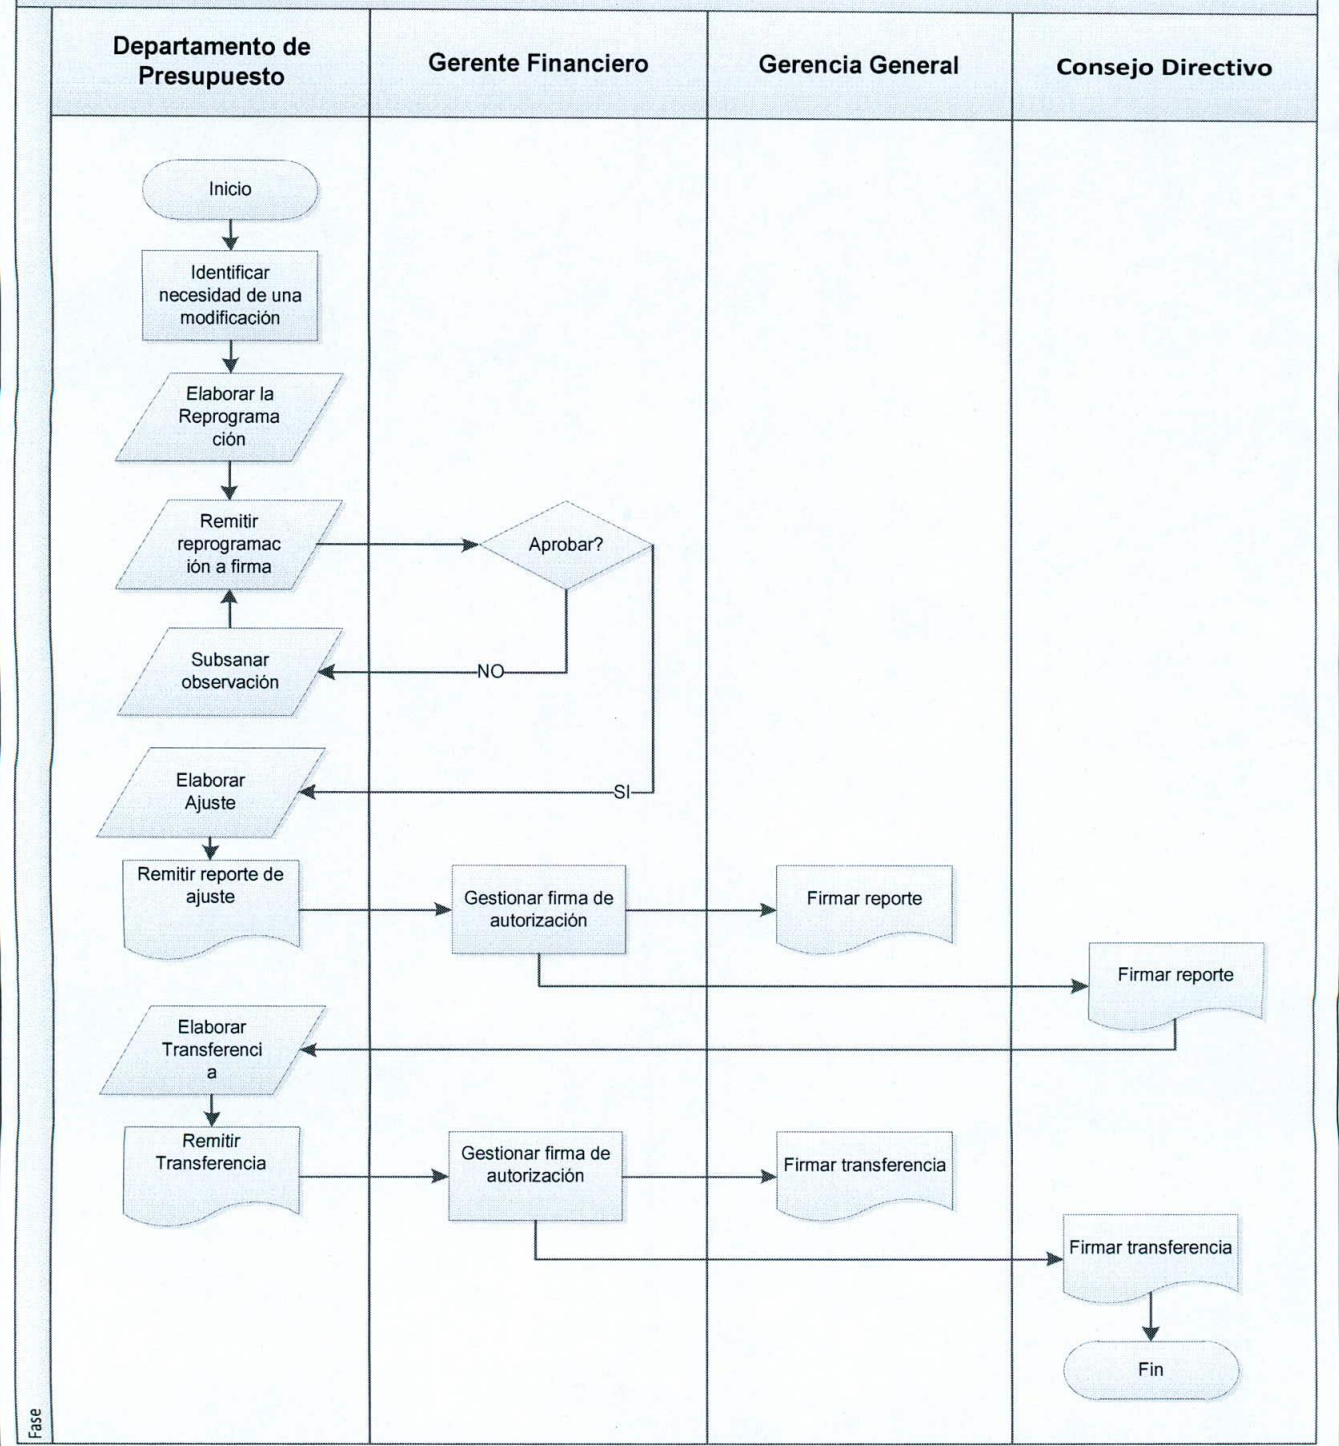 Departamento de
Presupuesto
Gerente Financiero
Gerencia General
Consejo Directivo
Inicio
Identificar
necesidad de una
modificación
Elaborar la
Reprograma
ción
Remitir
reprogramac
ión a firma
Aprobar?
Subsanar
observación
NO
Elaborar
Ajuste
SI
Remitir reporte de
ajuste
Gestionar firma de
autorización
Firmar reporte
Firmar reporte
Elaborar
Transferenci
a
Remitir
Transferencia
Gestionar firma de
autorización
Firmar transferencia
Firmar transferencia
Fin
Fase